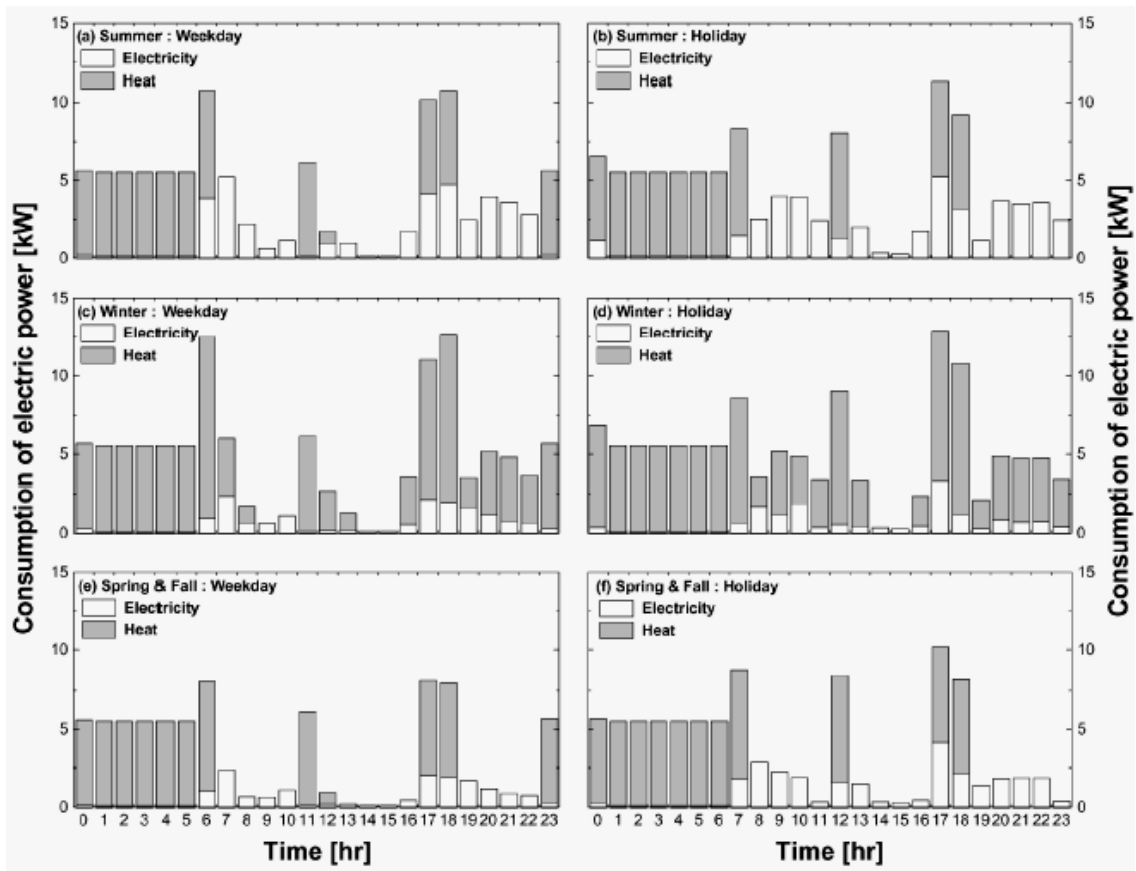 Consumption of electric power [kW]
15
10
5
0
(a) Summer : Weekday
Electricity
Heat
(b) Summer : Holiday
Electricity
Heat
15
10
5
0
15
10
5
0
(c) Winter : Weekday
Electricity
Heat
(d) Winter : Holiday
Electricity
Heat
15
10
5
0
15
10
5
0
(e) Spring & Fall : Weekday
Electricity
Heat
(f) Spring & Fall : Holiday
Electricity
Heat
15
10
5
0
Consumption of electric power [kW]
0 1 2 3 4 5 6 7 8 9 10 11 12 13 14 15 16 17 18 19 20 21 22 23
0 1 2 3 4 5 6 7 8 9 10 11 12 13 14 15 16 17 18 19 20 21 22 23
Time [hr]
Time [hr]